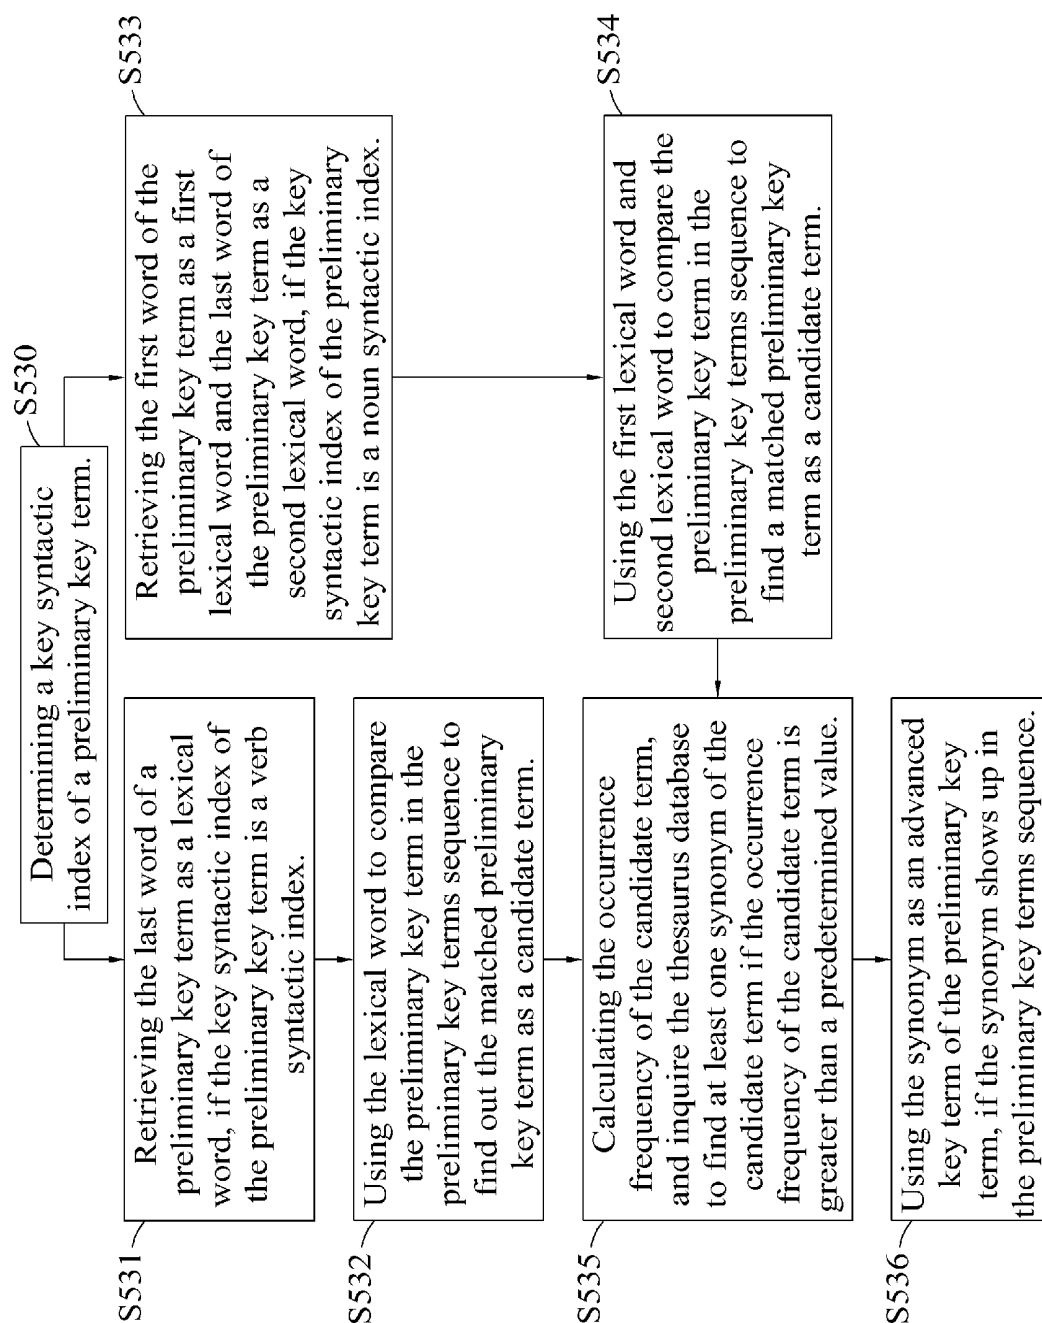 S530
Determining a key syntactic
index of a preliminary key term.
S531
Retrieving the last word of a
preliminary key term as a lexical
word, if the key syntactic index of
the preliminary key term is a verb
syntactic index.
S532
Using the lexical word to compare
the preliminary key term in the
preliminary key terms sequence to
find out the matched preliminary
key term as a candidate term.
S533
Retrieving the first word of the
preliminary key term as a first
lexical word and the last word of
the preliminary key term as a
second lexical word, if the key
syntactic index of the preliminary
key term is a noun syntactic index.
S534
Using the first lexical word and
second lexical word to compare the
preliminary key term in the
preliminary key terms sequence to
find a matched preliminary key
term as a candidate term.
S535
Calculating the occurrence
frequency of the candidate term,
and inquire the thesaurus database
to find at least one synonym of the
candidate term if the occurrence
frequency of the candidate term is
greater than a predetermined value.
S536
Using the synonym as an advanced
key term of the preliminary key
term, if the synonym shows up in
the preliminary key terms sequence.